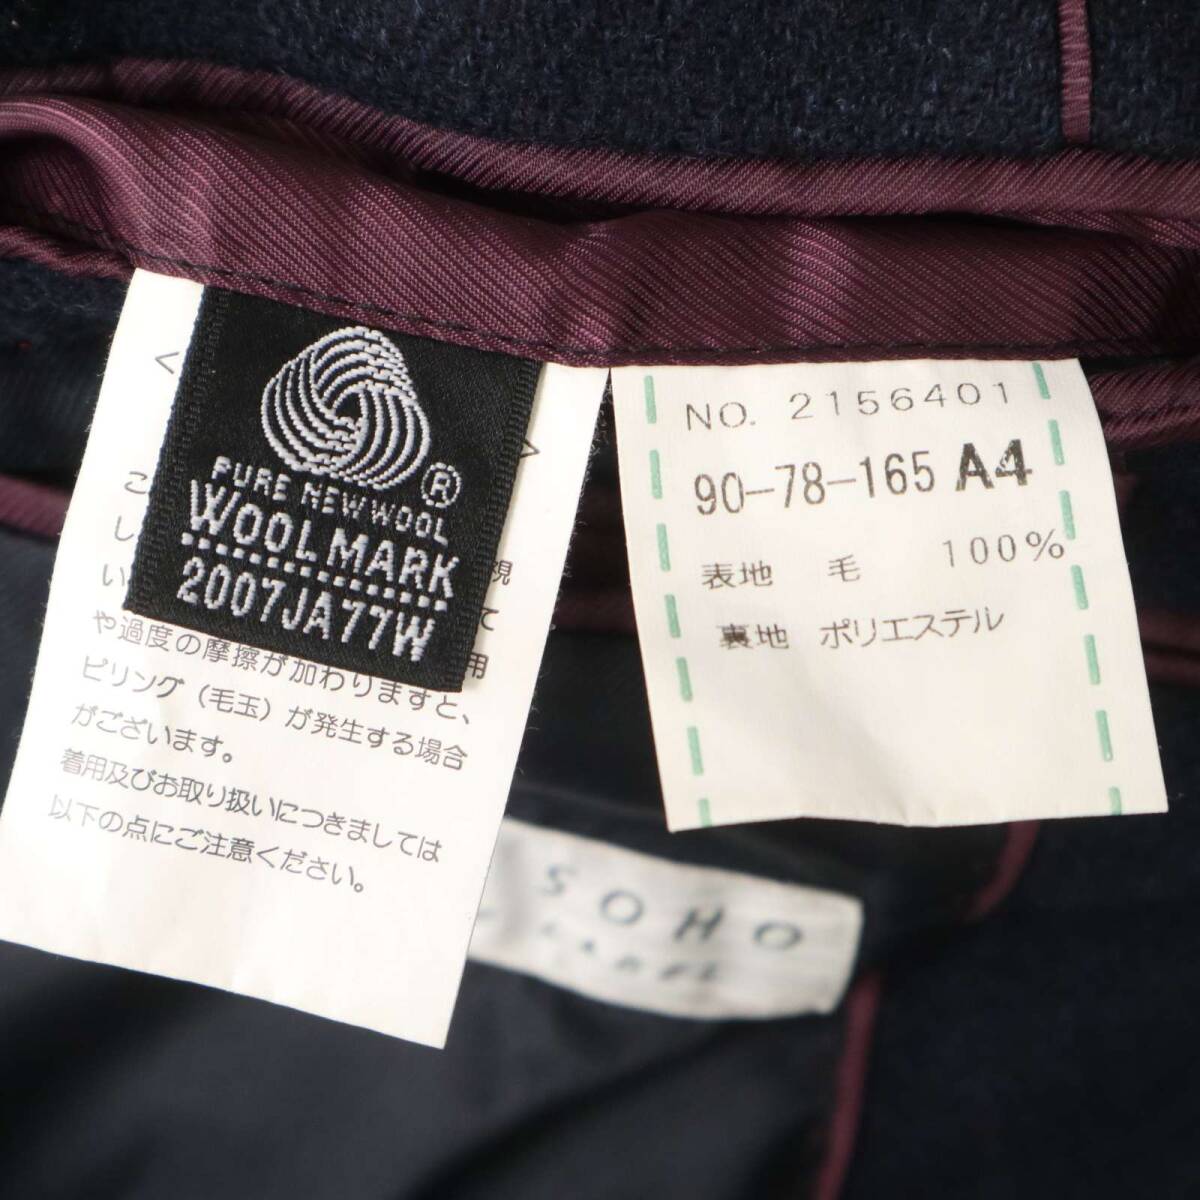 PURE NEW WOOL
WOOLMARK
2007JA77W
や過度の摩擦が加わりますと、
ピリング(毛玉)が発生する場合
がございます。
着用及びお取り扱いにつきましては
以下の点にご注意ください。
NO. 2156401
90-78-165 A4
表地 毛 100%
裏地 ポリエステル
SOHO